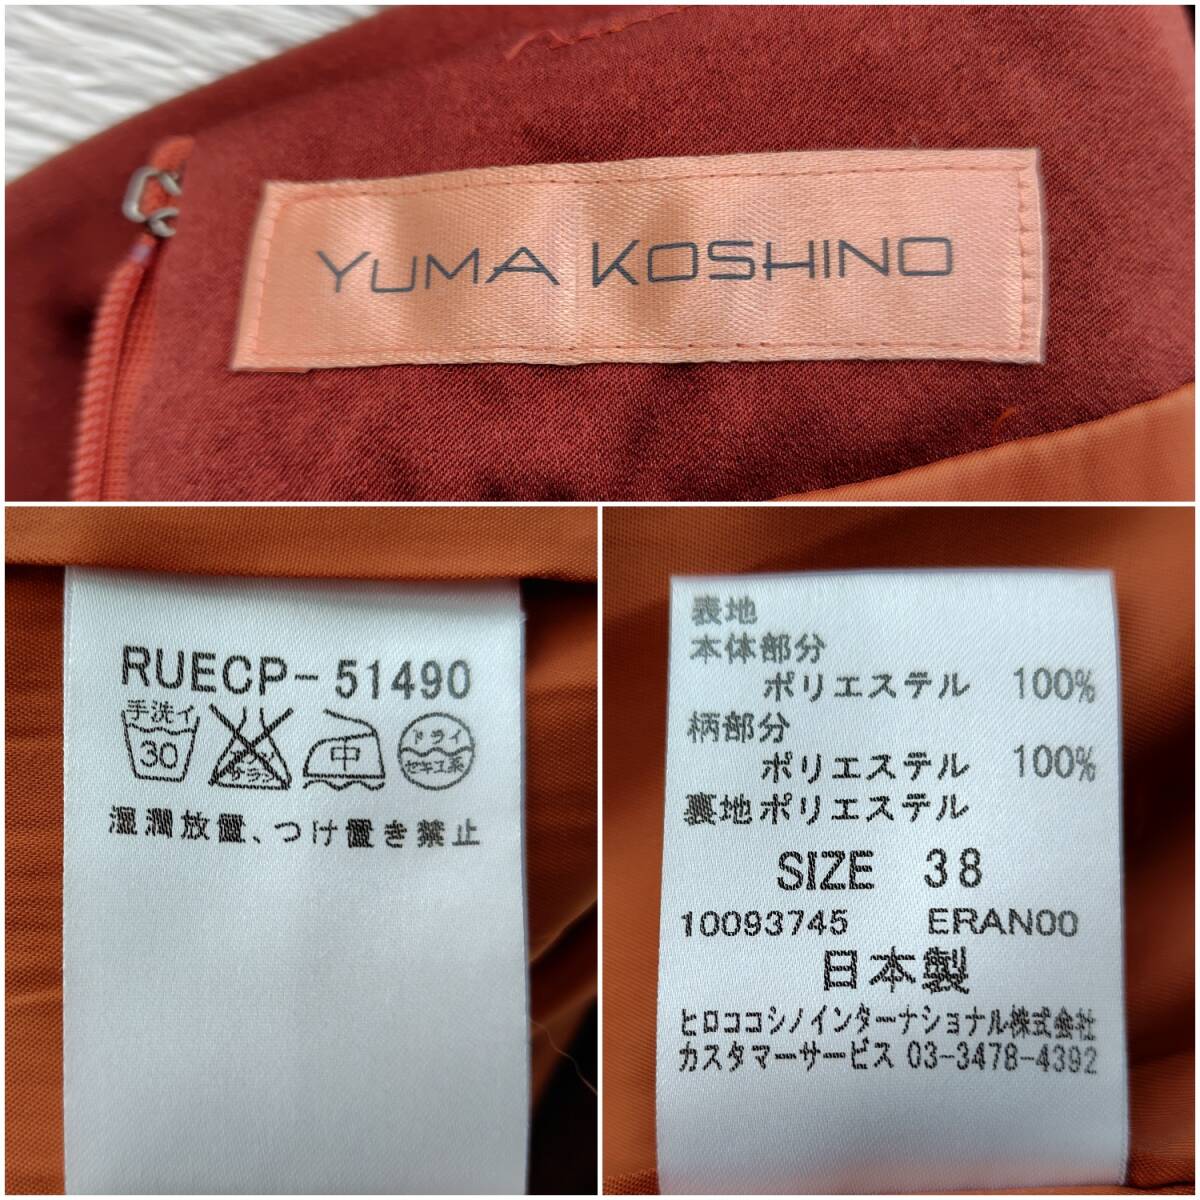 YUMA KOSHINO
RUECP-51490
手洗イ
30
中
ドライ
セキユ系
湿潤放置、つけ置き禁止
表地
本体部分
ポリエステル 100%
柄部分
ポリエステル 100%
裏地ポリエステル
SIZE 38
10093745 ERAN00
日本製
ヒロココシノインターナショナル株式会社
カスタマーサービス 03-3478-4392